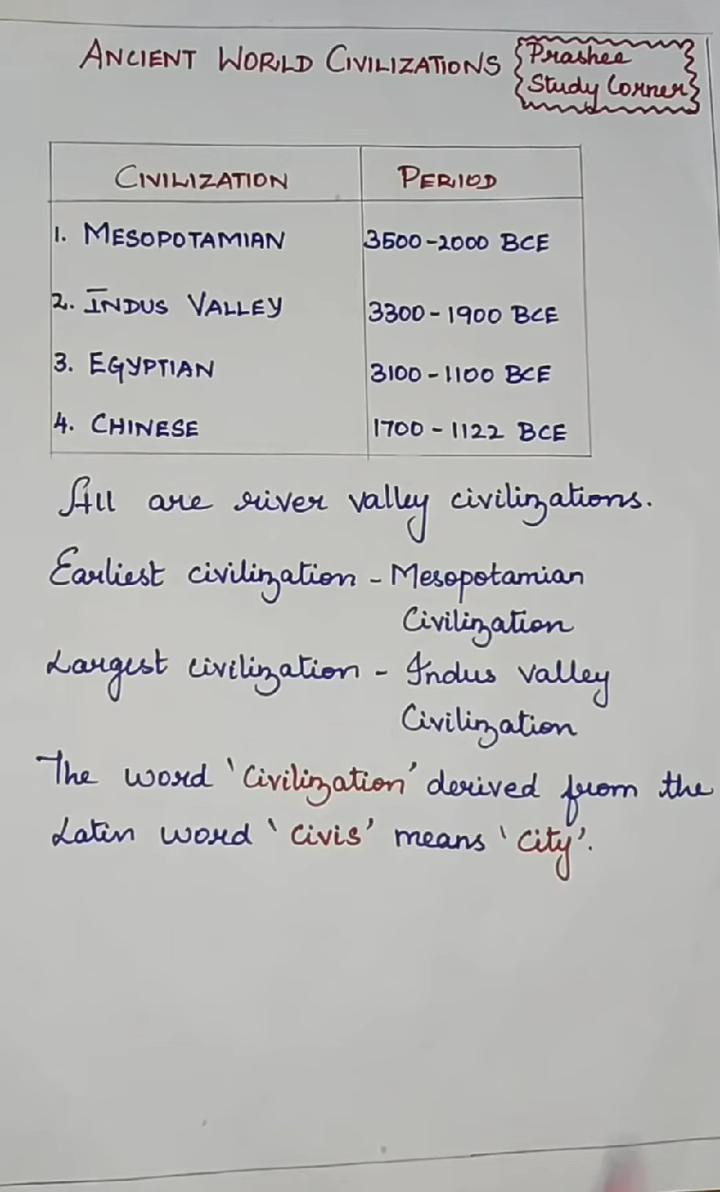 ANCIENT WORLD CIVILIZATIONS
Prashee
Study Corner
CIVILIZATION PERIOD
1. MESOPOTAMIAN 3500-2000 BCE
2. INDUS VALLEY 3300-1900 BCE
3. EGYPTIAN 3100-1100 BCE
4. CHINESE 1700-1122 BCE
All are river valley civilizations.
Earliest civilization - Mesopotamian
Civilization
Largest civilization - Indus valley
Civilization
The word 'Civilization' derived from the
Latin word 'Civis' means 'City'.